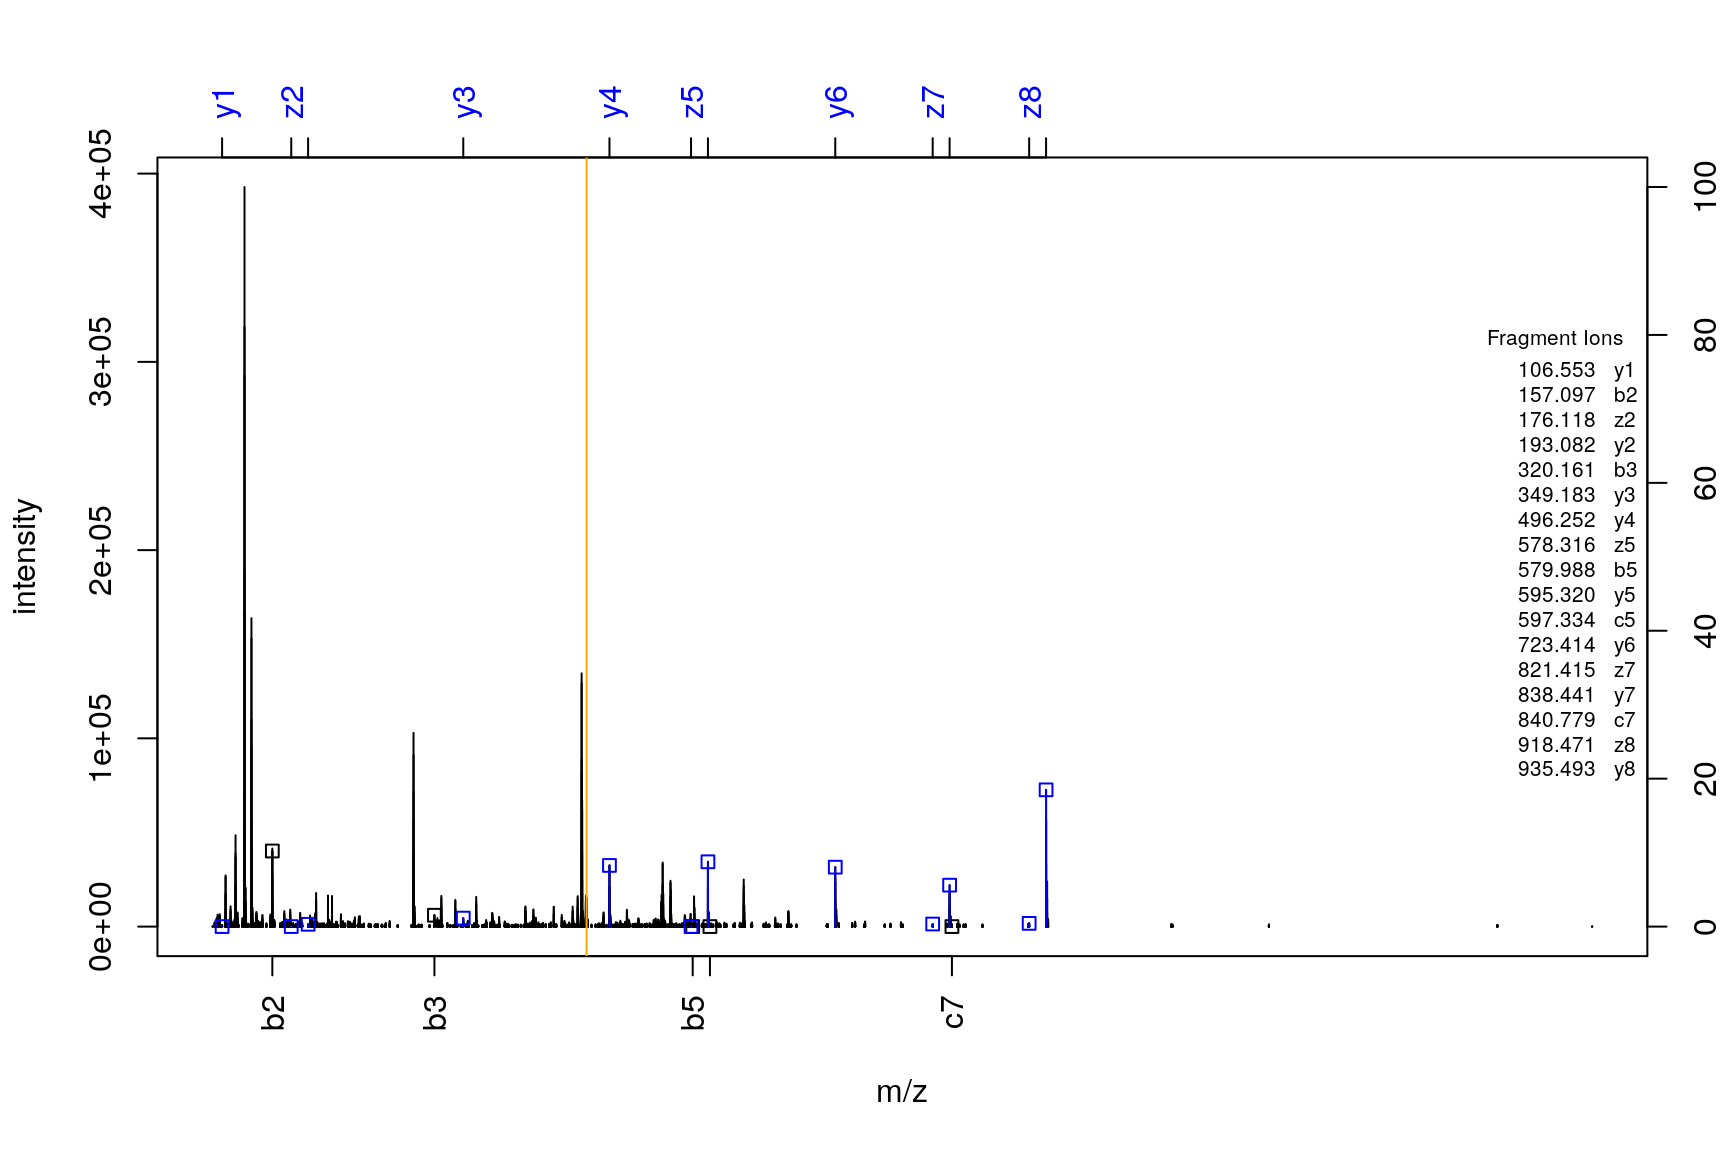 y1 z2 y3 y4 z5 y6 z7 z8
4e+05
3e+05
2e+05
1e+05
0e+00
intensity
100
80
60
40
20
0
Fragment Ions
106.553 y1
157.097 b2
176.118 z2
193.082 y2
320.161 b3
349.183 y3
496.252 y4
578.316 z5
579.988 b5
595.320 y5
597.334 c5
723.414 y6
821.415 z7
838.441 y7
840.779 c7
918.471 z8
935.493 y8
b2 b3 b5 c7
m/z